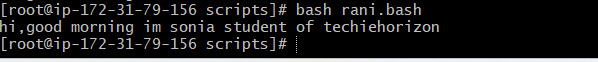 [root@ip-172-31-79-156 scripts]# bash rani.bash
hi,good morning im sonia student of techiehorizon
[root@ip-172-31-79-156 scripts]#